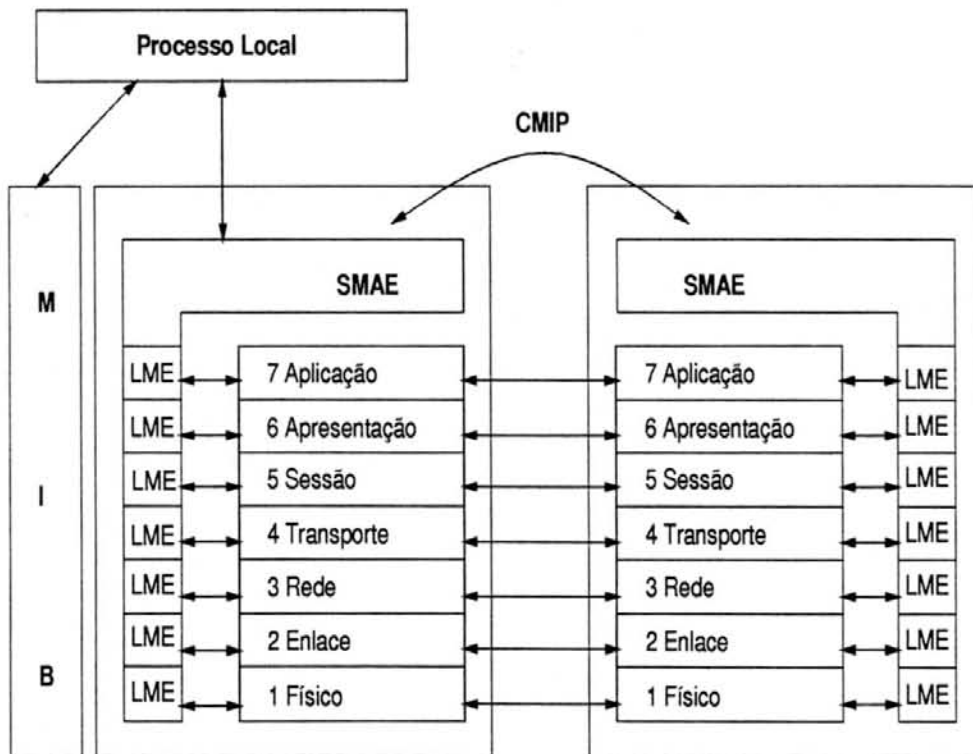 Processo Local
CMIP
SMAE
SMAE
M
I
B
LME
7 Aplicação
7 Aplicação
LME
LME
6 Apresentação
6 Apresentação
LME
LME
5 Sessão
5 Sessão
LME
LME
4 Transporte
4 Transporte
LME
LME
3 Rede
3 Rede
LME
LME
2 Enlace
2 Enlace
LME
LME
1 Físico
1 Físico
LME